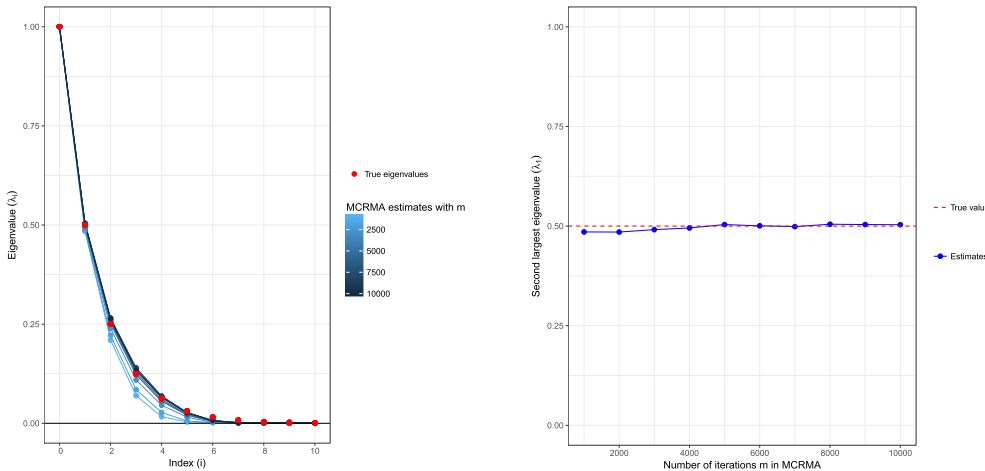 1.00
0.75
0.50
0.25
0.00
Eigenvalue (λi)
0 2 4 6 8 10
Index (i)
True eigenvalues
MCRMA estimates with m
2500
5000
7500
10000
1.00
0.75
0.50
0.25
0.00
Second largest eigenvalue (λ1)
2000 4000 6000 8000 10000
Number of iterations m in MCRMA
True valu
Estimates